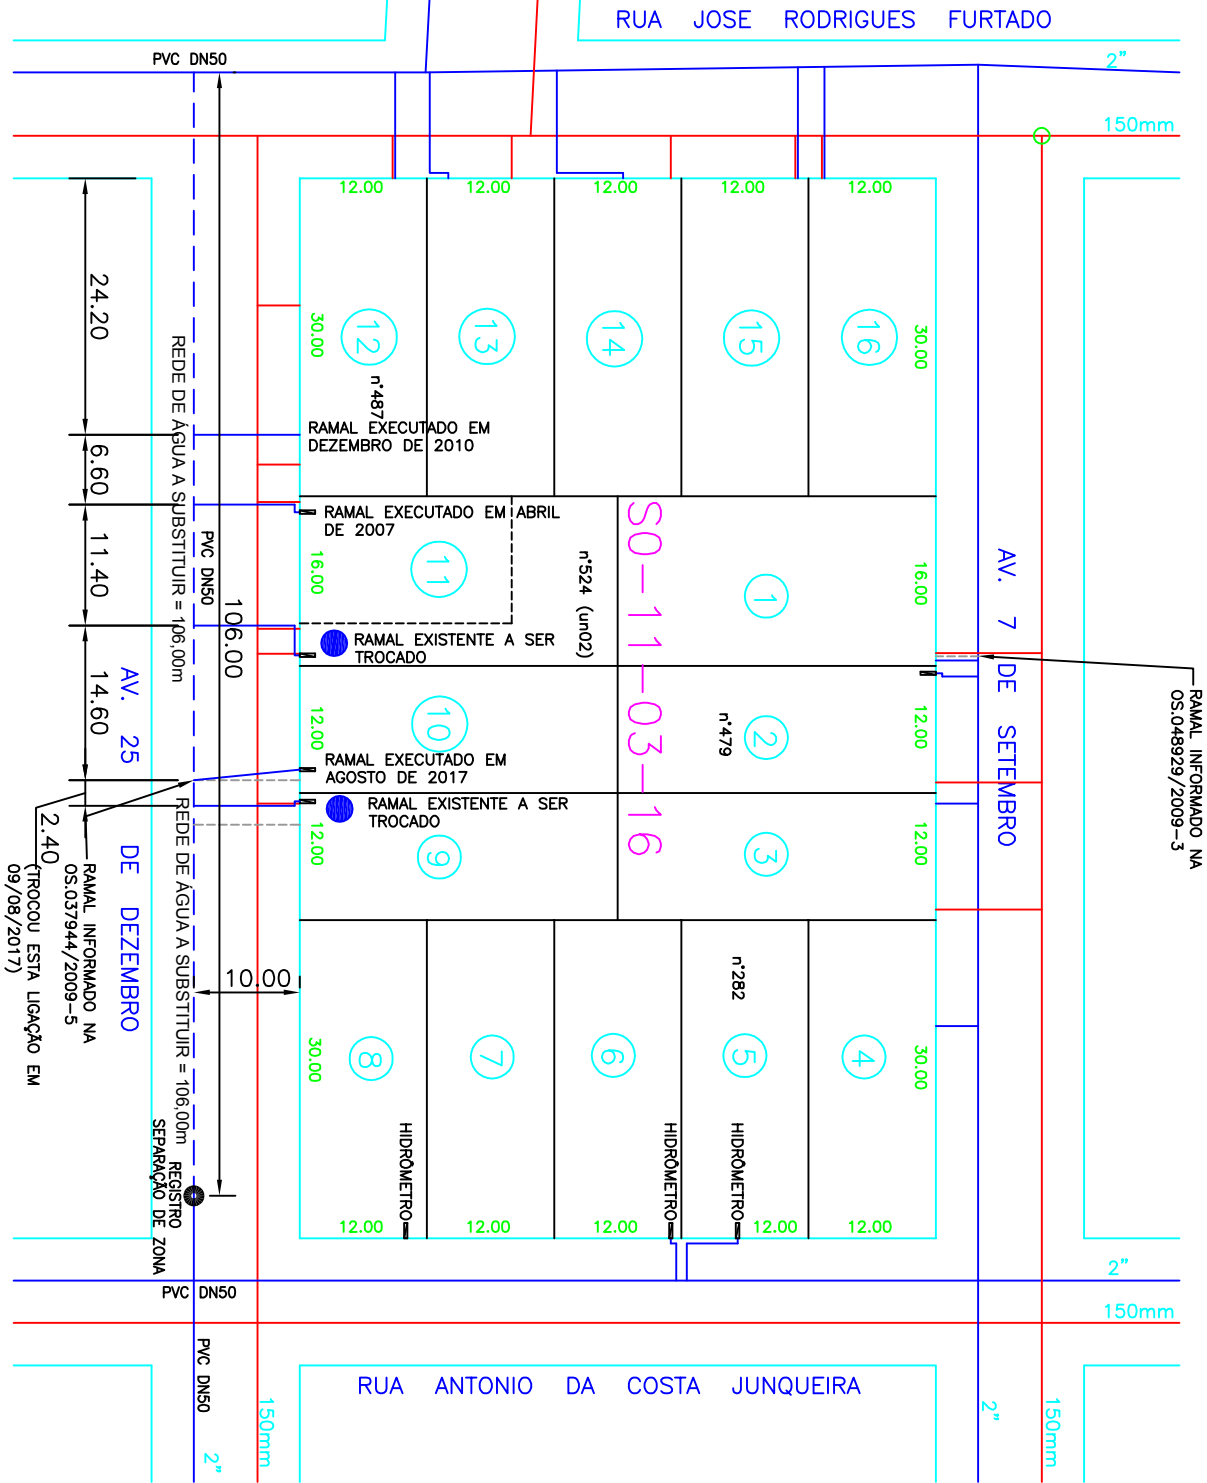 RUA JOSE RODRIGUES FURTADO
PVC DN50
2"
150mm
12.00
12.00
12.00
12.00
12.00
24.20
6.60
11.40
14.60
2.40
106.00
10.00
REDE DE ÁGUA A SUBSTITUIR = 106,00m
PVC DN50
REDE DE ÁGUA A SUBSTITUIR = 106,00m
AV. 25 DE DEZEMBRO
30.00
12
13
14
15
16
30.00
n°487
RAMAL EXECUTADO EM
DEZEMBRO DE 2010
RAMAL EXECUTADO EM ABRIL
DE 2007
16.00
11
n°524 (un02)
SO-11-03-16
1
16.00
AV. 7 DE SETEMBRO
RAMAL EXISTENTE A SER
TROCADO
RAMAL INFORMADO NA
OS.048929/2009-3
12.00
10
n°479
2
12.00
RAMAL EXECUTADO EM
AGOSTO DE 2017
RAMAL EXISTENTE A SER
TROCADO
12.00
9
3
12.00
RAMAL INFORMADO NA
OS.037944/2009-5
(TROCOU ESTA LIGAÇÃO EM
09/08/2017)
n°282
30.00
8
7
6
5
4
30.00
HIDRÔMETRO
HIDRÔMETRO
HIDRÔMETRO
REGISTRO
SEPARAÇÃO DE ZONA
12.00
12.00
12.00
12.00
12.00
2"
PVC DN50
150mm
PVC DN50
RUA ANTONIO DA COSTA JUNQUEIRA
2"
150mm
2"
150mm